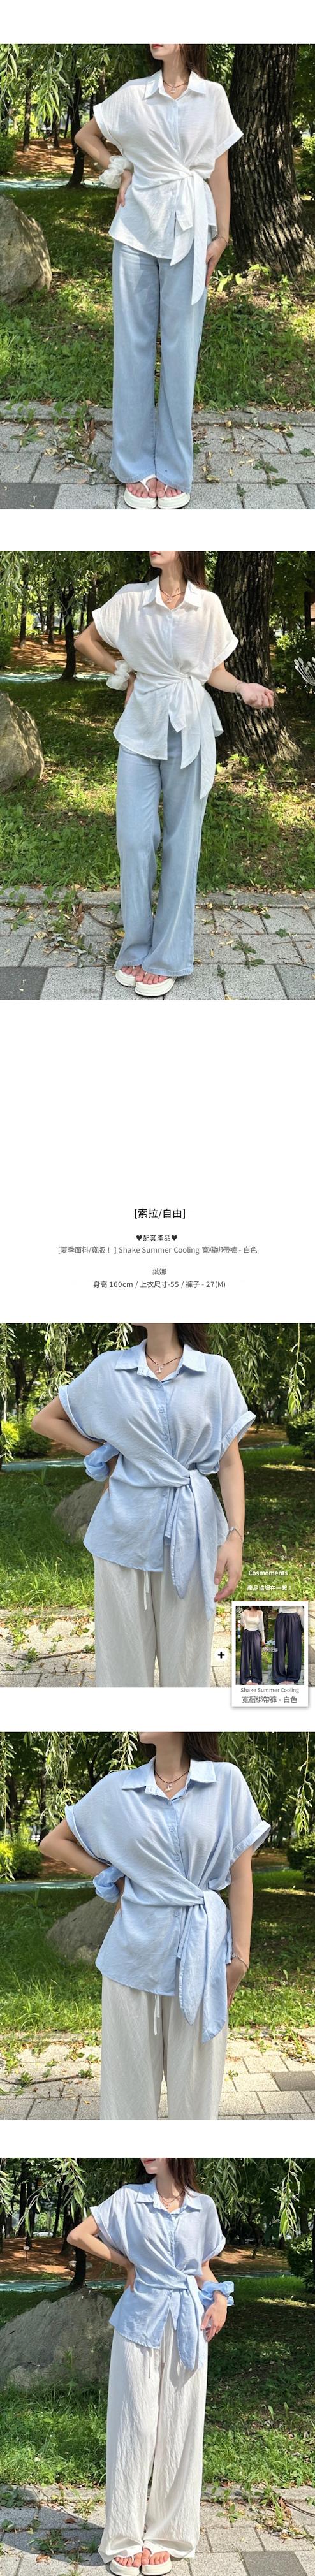 [索拉/自由]
♥配套產品♥
[夏季面料/寬版！] Shake Summer Cooling 寬褶綁帶褲 - 白色
葉娜
身高 160cm / 上衣尺寸-55 / 褲子 - 27(M)
Cosmoments
產品協調在一起！
+
Shake Summer Cooling
寬褶綁帶褲 - 白色